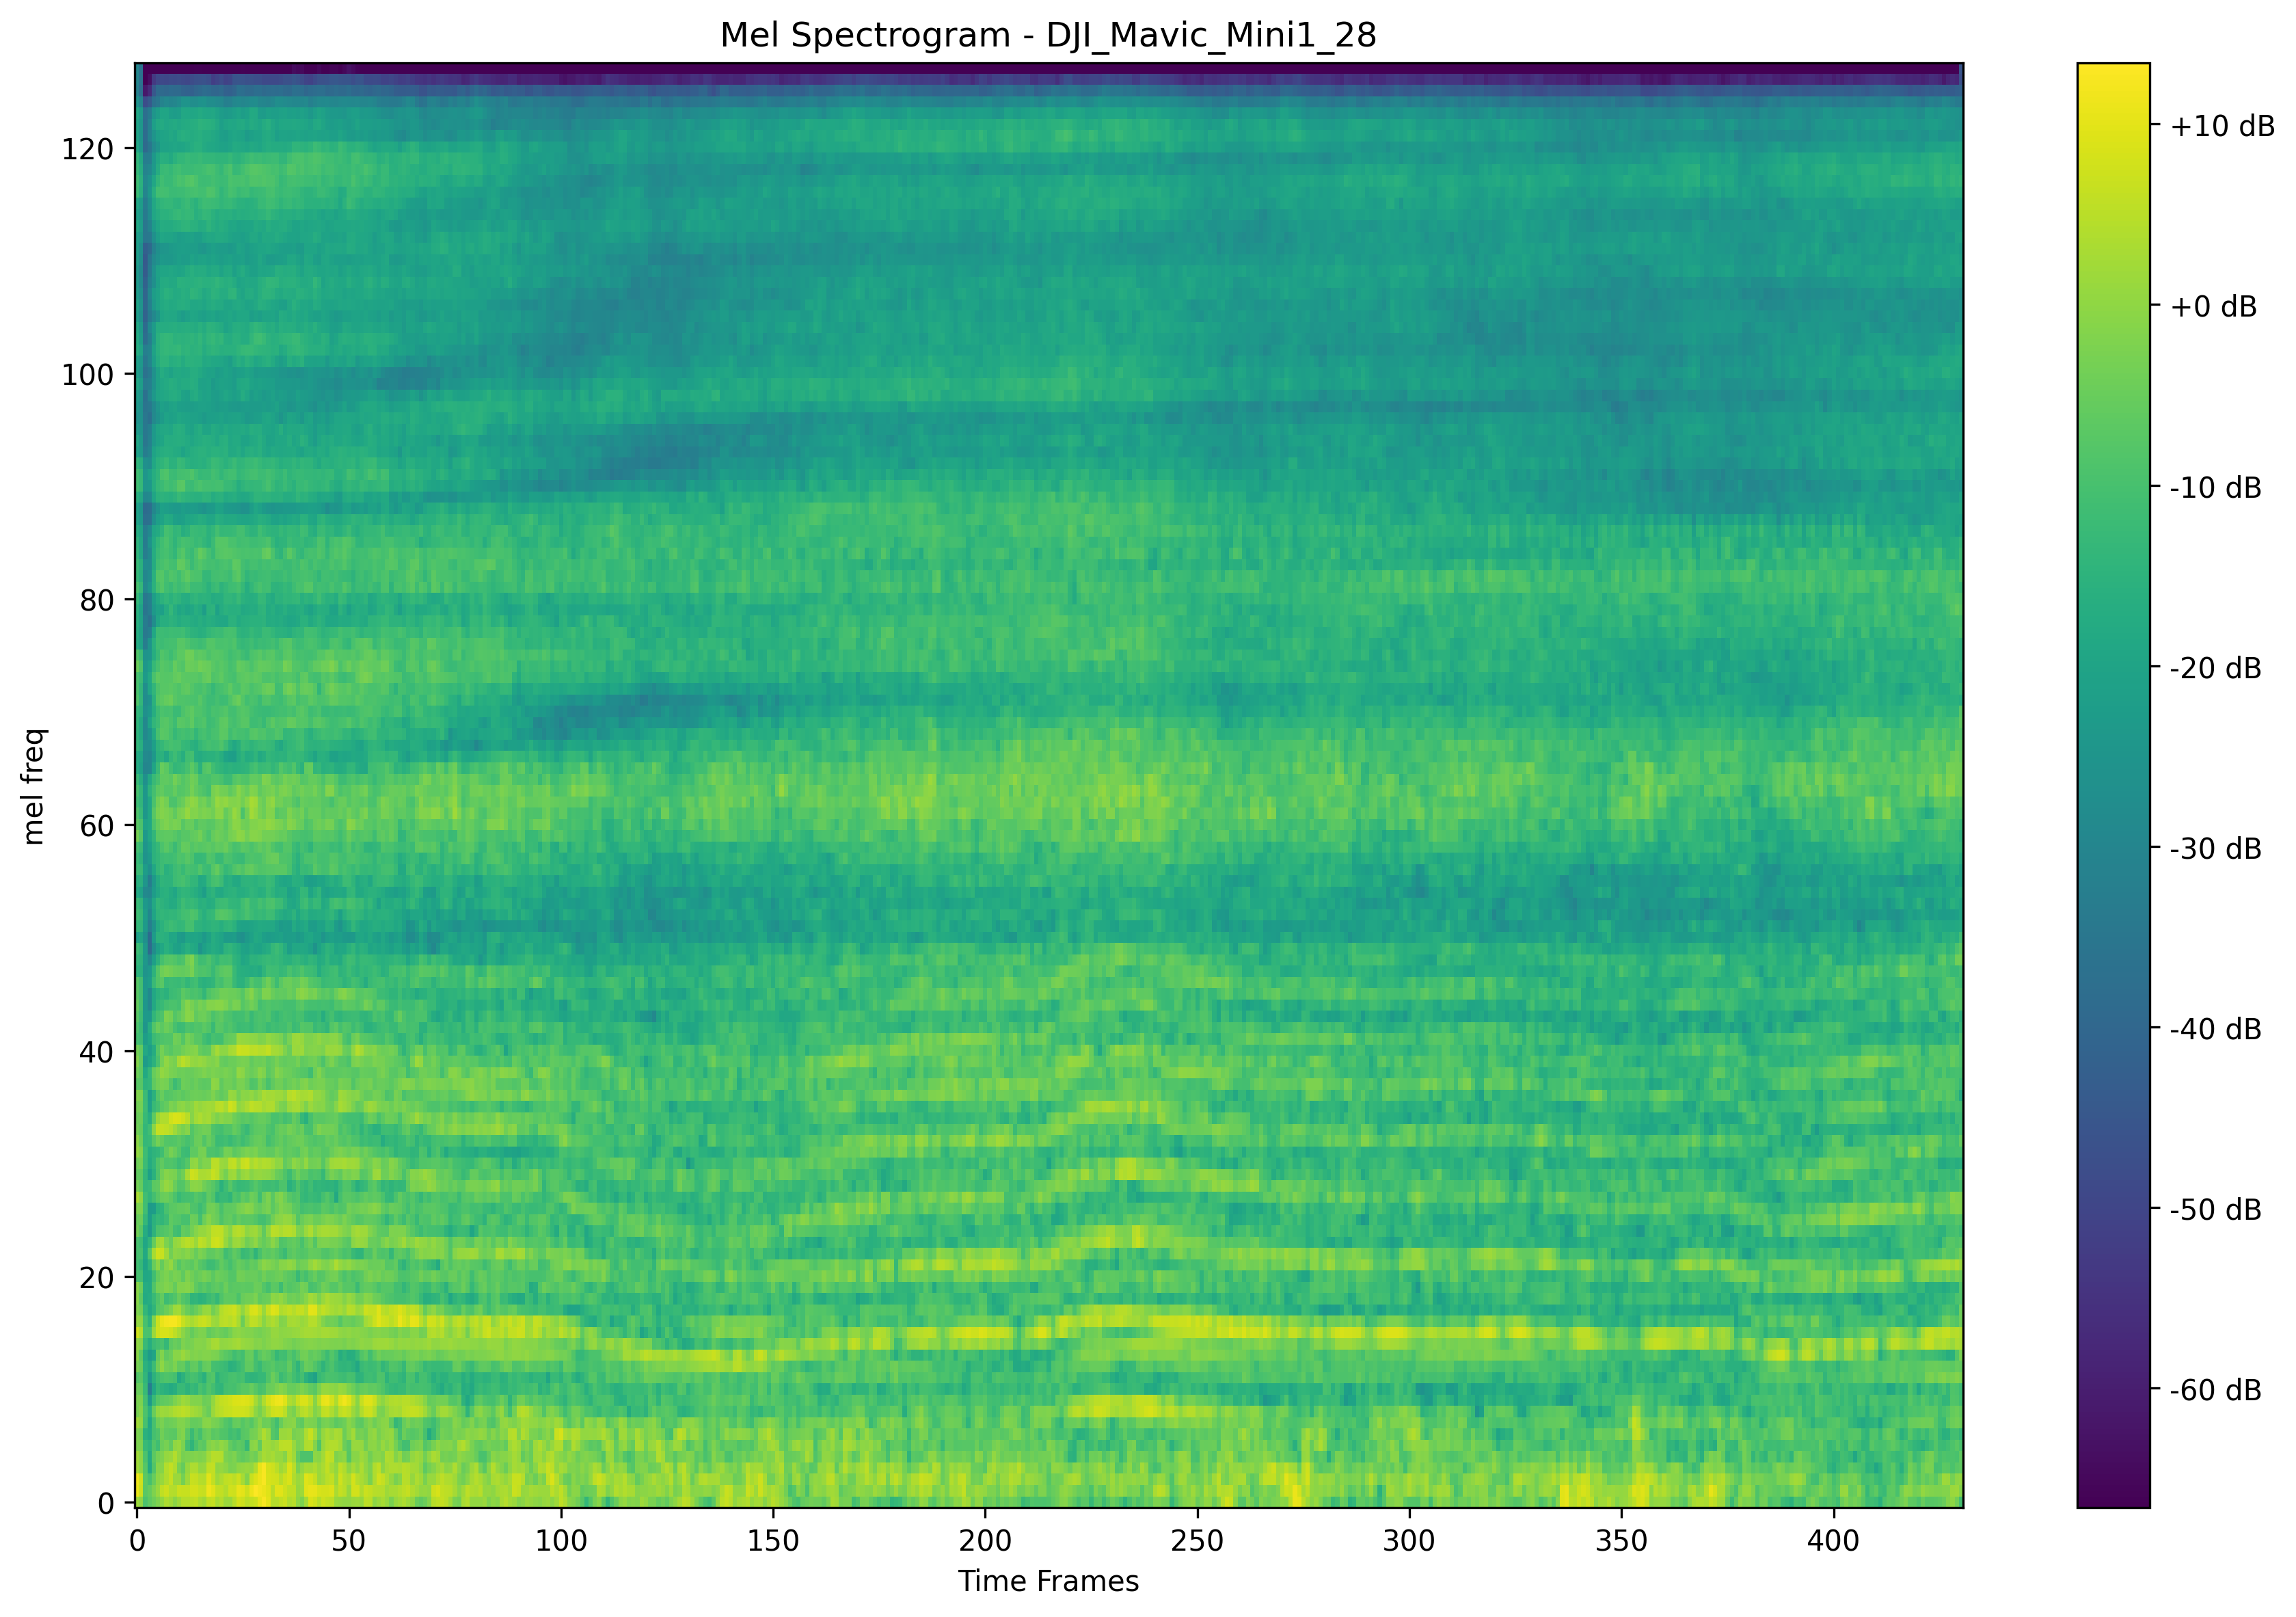 Mel Spectrogram - DJI_Mavic_Mini1_28
mel freq
120
100
80
60
40
20
0
0 50 100 150 200 250 300 350 400
Time Frames
+10 dB
+0 dB
-10 dB
-20 dB
-30 dB
-40 dB
-50 dB
-60 dB